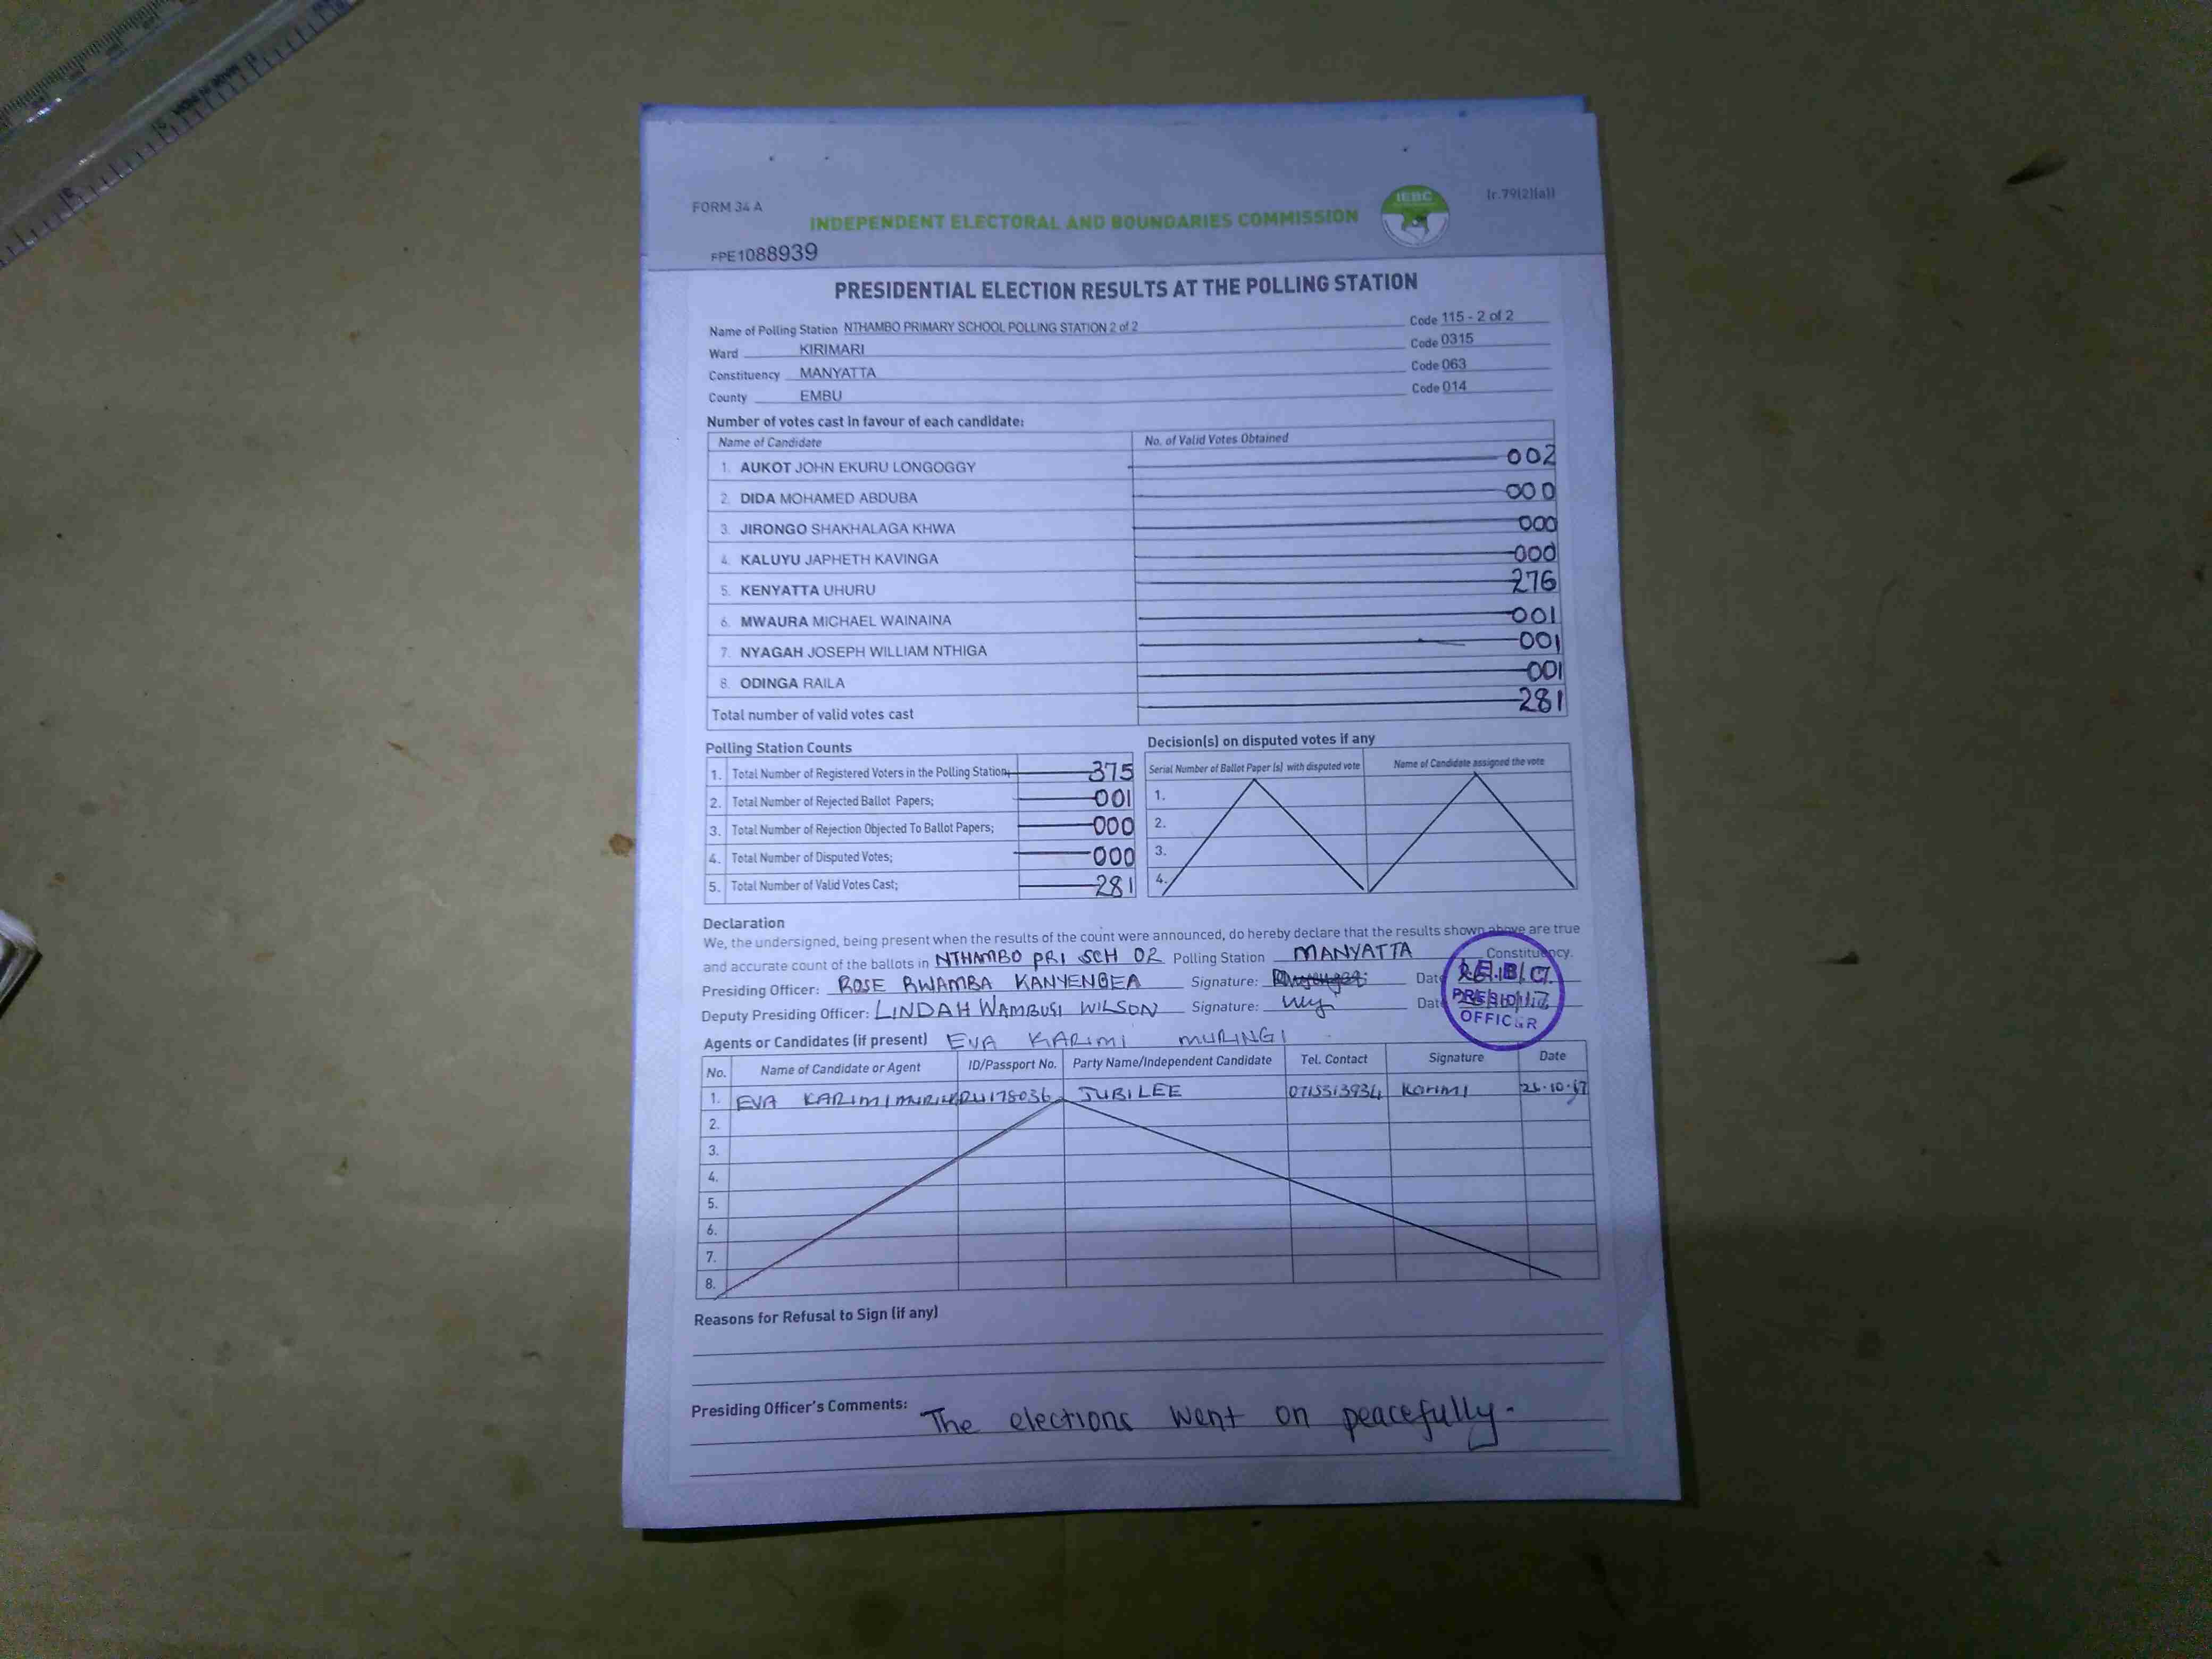 FORM 34 A
(r.79(2)(a))
IEBC
INDEPENDENT ELECTORAL AND BOUNDARIES COMMISSION
FPE1088939
PRESIDENTIAL ELECTION RESULTS AT THE POLLING STATION
Name of Polling Station NTHAMBO PRIMARY SCHOOL POLLING STATION 2 of 2 Code 115 - 2 of 2
Ward KIRIMARI Code 0315
Constituency MANYATTA Code 063
County EMBU Code 014
Number of votes cast in favour of each candidate:
Name of Candidate No. of Valid Votes Obtained
1. AUKOT JOHN EKURU LONGOGGY 002
2. DIDA MOHAMED ABDUBA 000
3. JIRONGO SHAKHALAGA KHWA 000
4. KALUYU JAPHETH KAVINGA 000
5. KENYATTA UHURU 276
6. MWAURA MICHAEL WAINAINA 001
7. NYAGAH JOSEPH WILLIAM NTHIGA 001
8. ODINGA RAILA 001
Total number of valid votes cast 281
Polling Station Counts
1. Total Number of Registered Voters in the Polling Station; 375
2. Total Number of Rejected Ballot Papers; 001
3. Total Number of Rejection Objected To Ballot Papers; 000
4. Total Number of Disputed Votes; 000
5. Total Number of Valid Votes Cast; 281
Decision(s) on disputed votes if any
Serial Number of Ballot Paper (s) with disputed vote Name of Candidate assigned the vote
1.
2.
3.
4.
Declaration
We, the undersigned, being present when the results of the count were announced, do hereby declare that the results shown above are true
and accurate count of the ballots in NTHAMBO PRI SCH 02 Polling Station MANYATTA Constituency.
Presiding Officer: ROSE RWAMBA Signature: Date
Deputy Presiding Officer: LINDAH WAMBUSI WILSON Signature: Date
I.E.B.C.
PRESIDING
OFFICER
Agents or Candidates (if present) EVA KARIMI MURINGI
No. Name of Candidate or Agent ID/Passport No. Party Name/Independent Candidate Tel. Contact Signature Date
1. EVA KARIMI JUBILEE 0715313934 Karimi 26.10.17
2.
3.
4.
5.
6.
7.
8.
Reasons for Refusal to Sign (if any)
Presiding Officer's Comments: The elections went on peacefully.